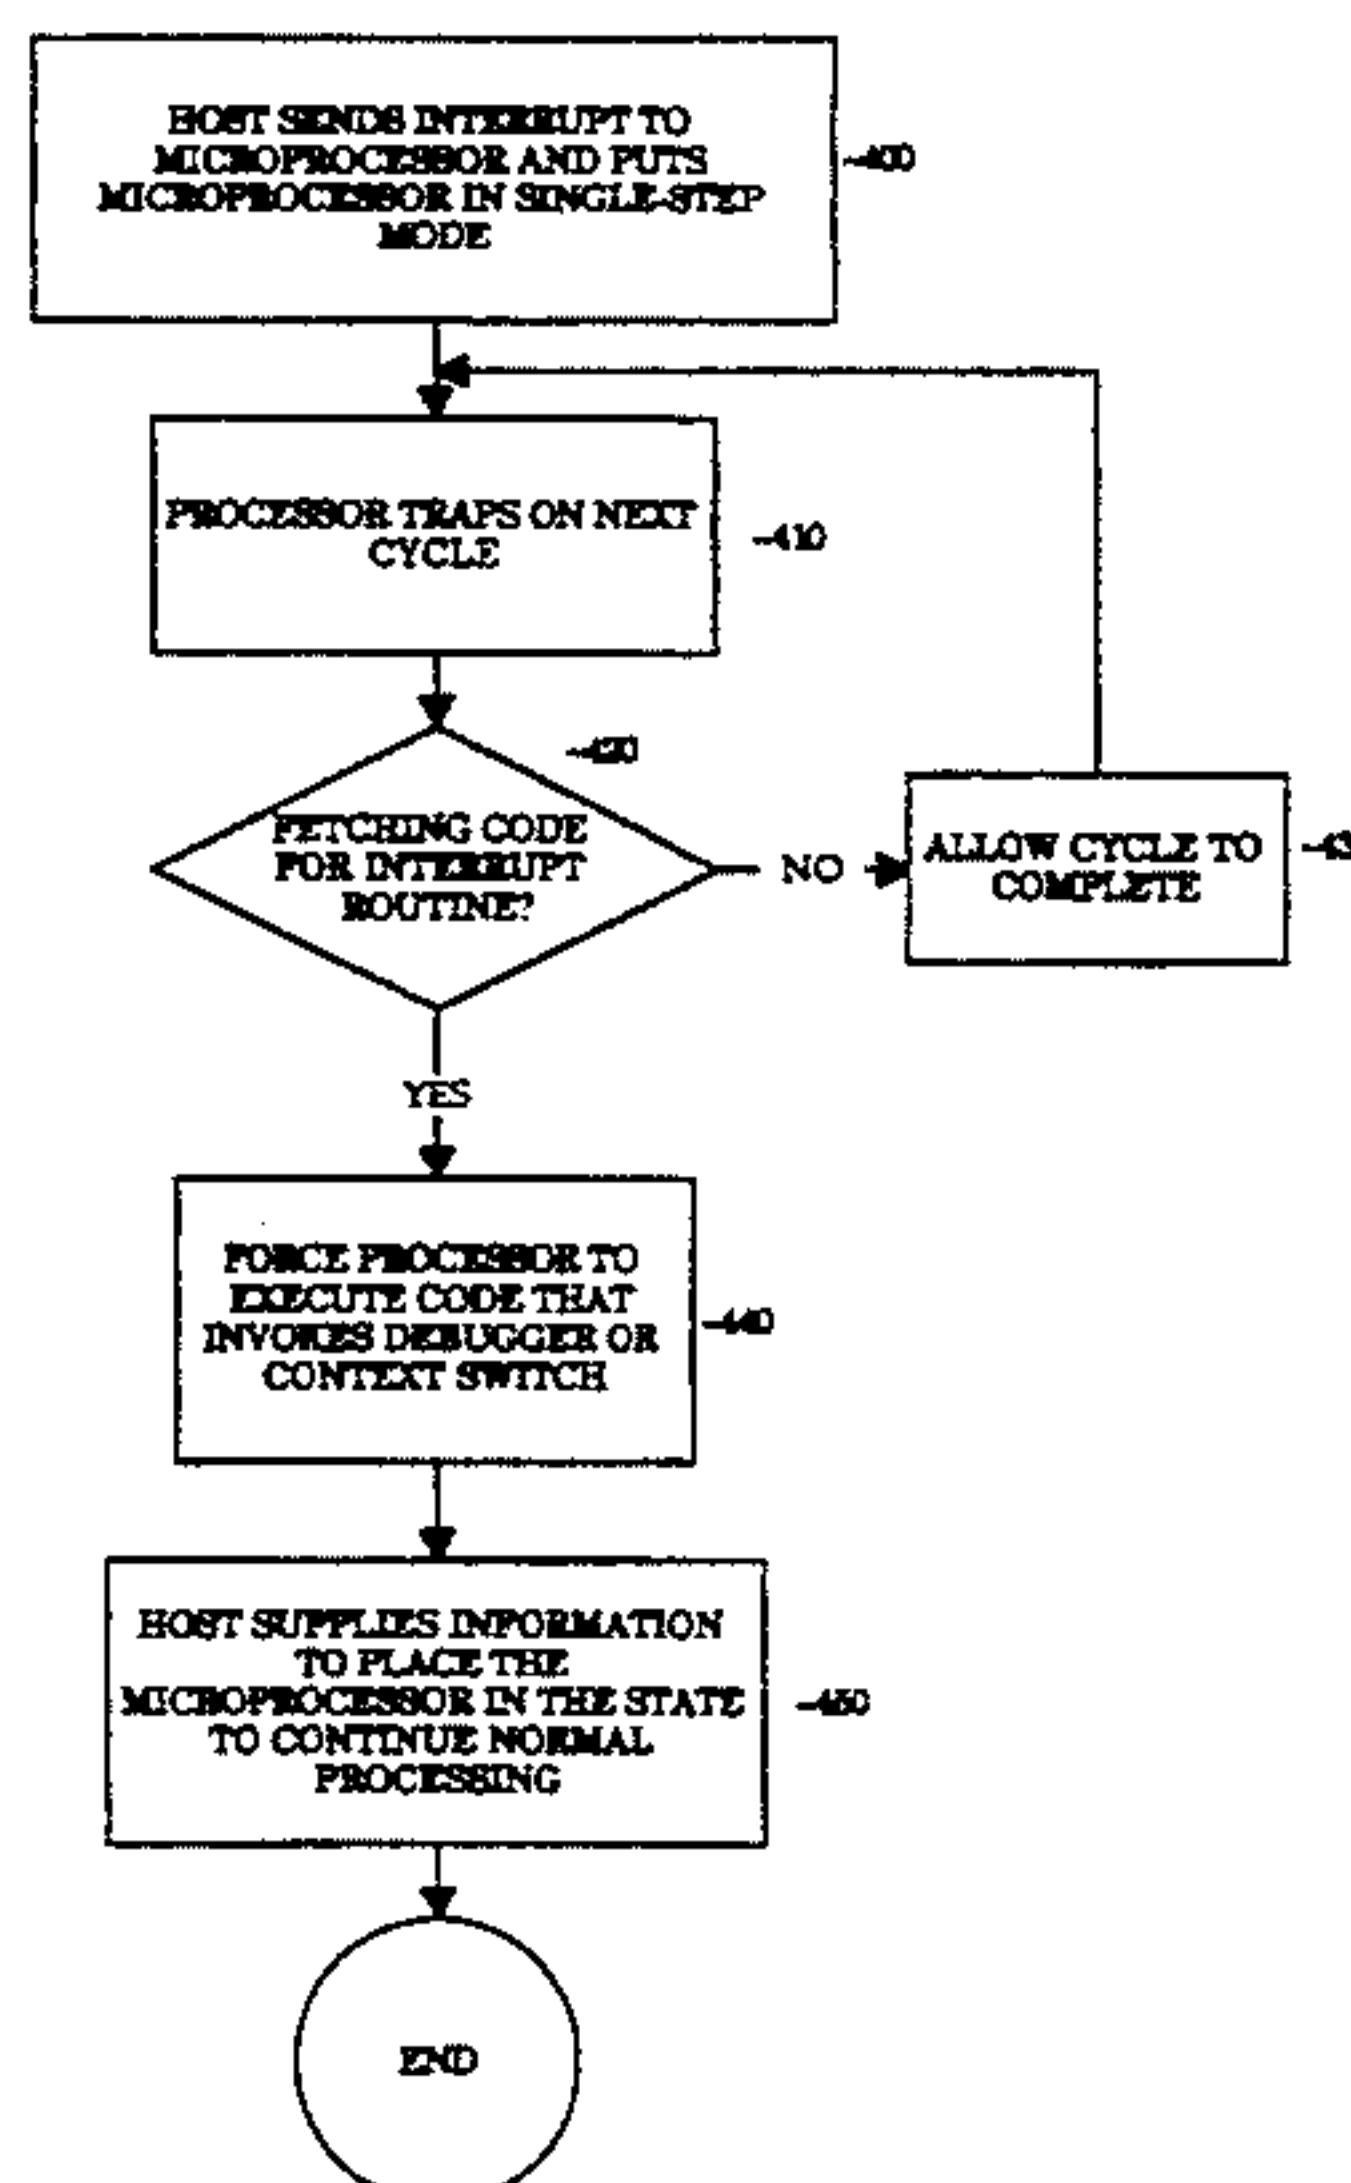 HOST SENDS INTERRUPT TO
MICROPROCESSOR AND PUTS
MICROPROCESSOR IN SINGLE-STEP
MODE
~400
PROCESSOR TRAPS ON NEXT
CYCLE
~410
~420
FETCHING CODE
FOR INTERRUPT
ROUTINE?
NO
ALLOW CYCLE TO
COMPLETE
YES
FORCE PROCESSOR TO
EXECUTE CODE THAT
INVOKES DEBUGGER OR
CONTEXT SWITCH
~440
HOST SUPPLIES INFORMATION
TO PLACE THE
MICROPROCESSOR IN THE STATE
TO CONTINUE NORMAL
PROCESSING
~450
END